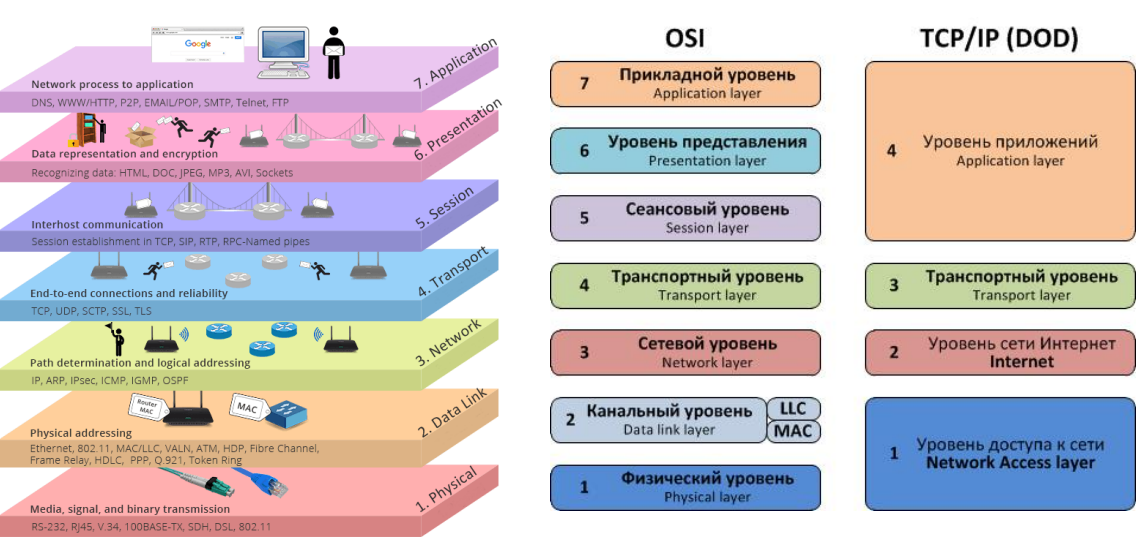 Google
7. Application
Network process to application
DNS, WWW/HTTP, P2P, EMAIL/POP, SMTP, Telnet, FTP
6. Presentation
Data representation and encryption
Recognizing data: HTML, DOC, JPEG, MP3, AVI, Sockets
5. Session
Interhost communication
Session establishment in TCP, SIP, RTP, RPC-Named pipes
4. Transport
End-to-end connections and reliability
TCP, UDP, SCTP, SSL, TLS
3. Network
Path determination and logical addressing
IP, ARP, IPsec, ICMP, IGMP, OSPF
2. Data Link
Router
MAC
MAC
Physical addressing
Ethernet, 802.11, MAC/LLC, VALN, ATM, HDP, Fibre Channel,
Frame Relay, HDLC, PPP, Q.921, Token Ring
1. Physical
Media, signal, and binary transmission
RS-232, RJ45, V.34, 100BASE-TX, SDH, DSL, 802.11
OSI
7
Прикладной уровень
Application layer
6
Уровень представления
Presentation layer
5
Сеансовый уровень
Session layer
4
Транспортный уровень
Transport layer
3
Сетевой уровень
Network layer
2
Канальный уровень
Data link layer
LLC
MAC
1
Физический уровень
Physical layer
TCP/IP (DOD)
4
Уровень приложений
Application layer
3
Транспортный уровень
Transport layer
2
Уровень сети Интернет
Internet
1
Уровень доступа к сети
Network Access layer